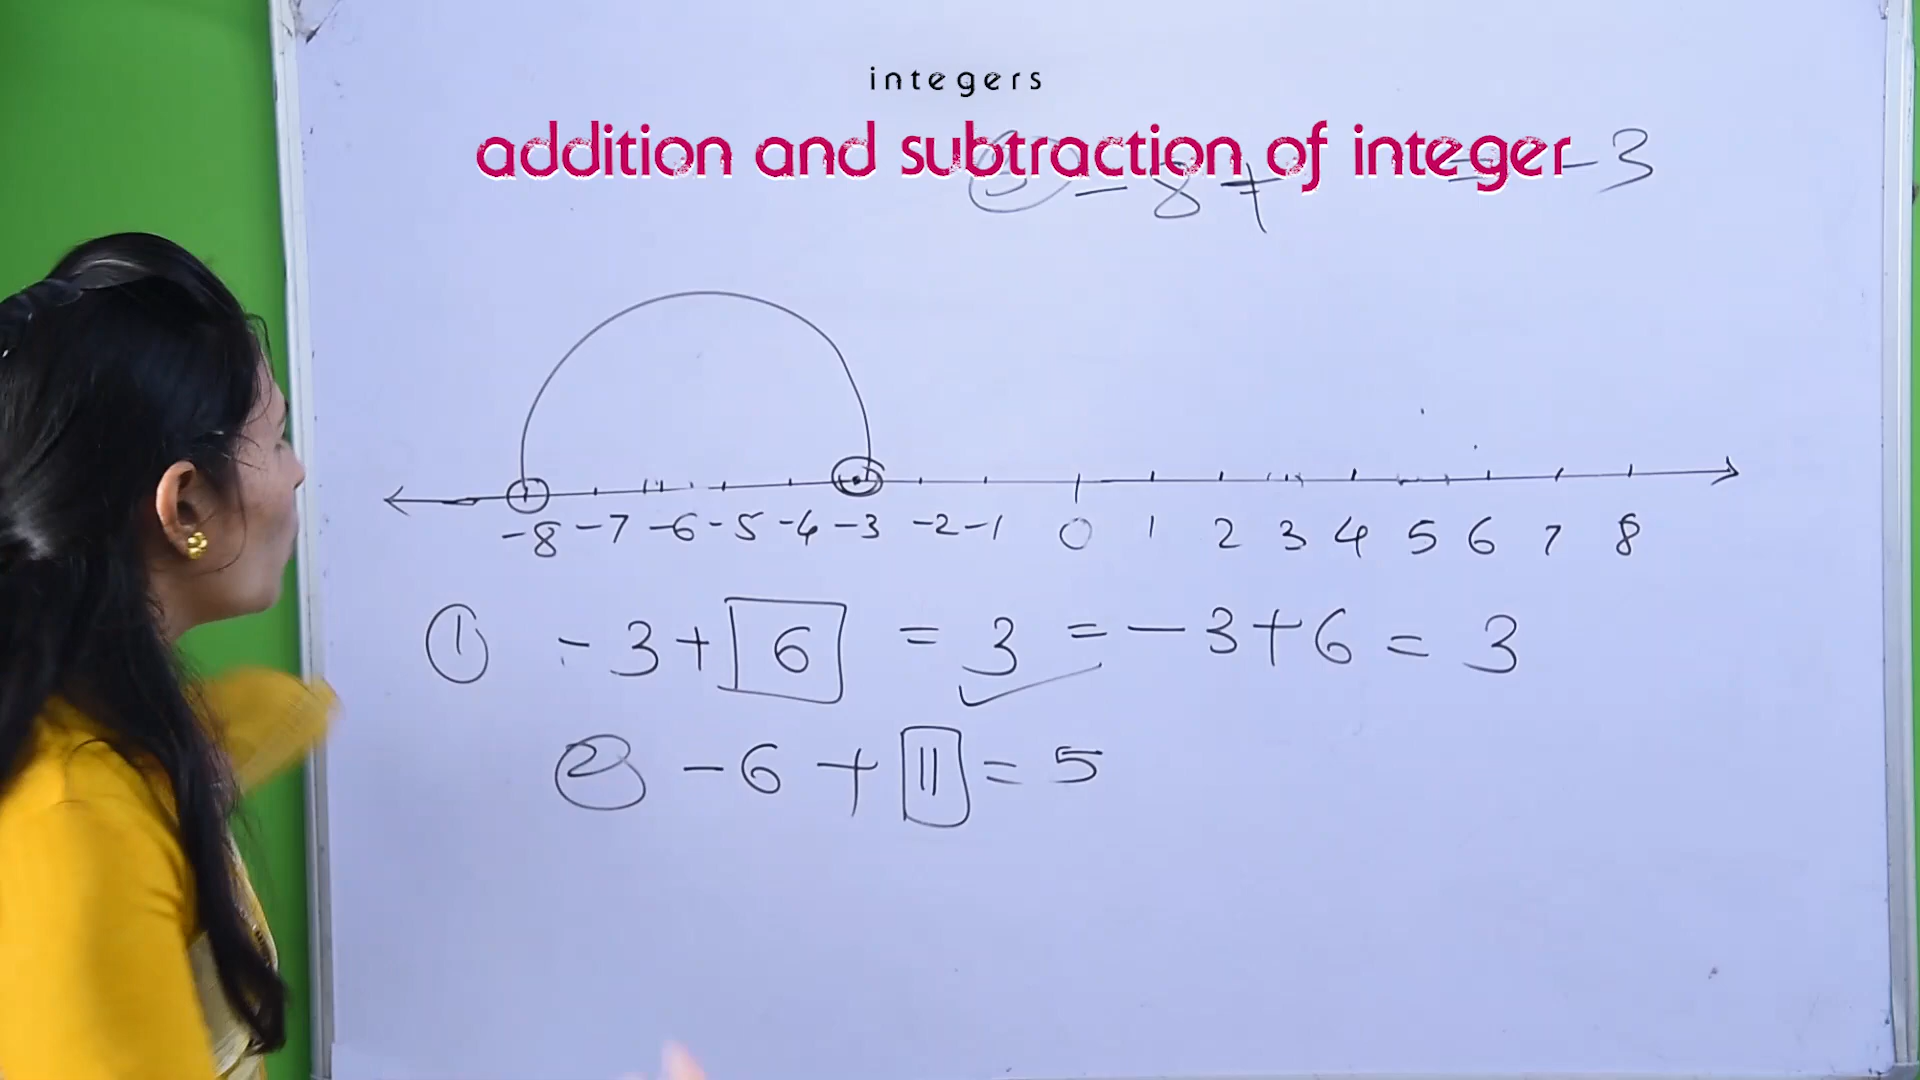 integers
addition and subtraction of integer
③ -8 + = -3
-8 -7 -6 -5 -4 -3 -2 -1 0 1 2 3 4 5 6 7 8
① -3+ 6 = 3 = -3+6 = 3
② -6 + 11 = 5